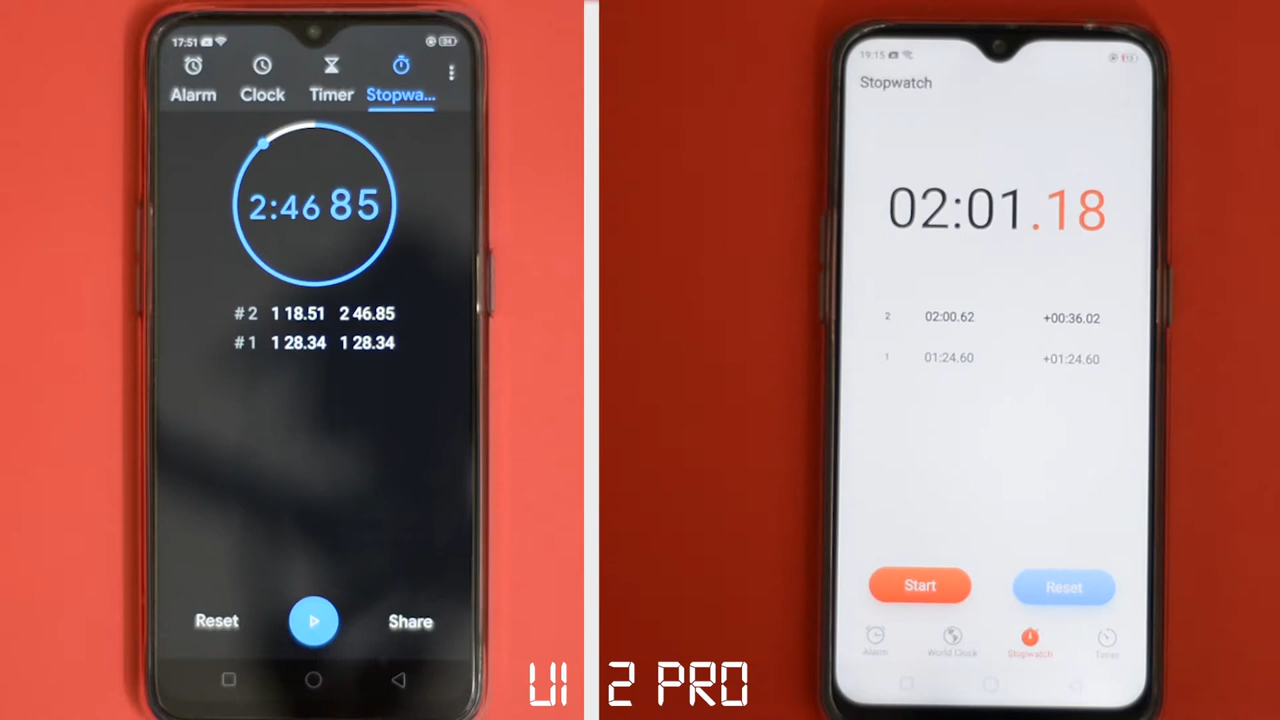 17:51
34
Alarm Clock Timer Stopwa...
2:46 85
# 2 1 18.51 2 46.85
# 1 1 28.34 1 28.34
Reset Share
19:15
Stopwatch
02:01.18
2 02:00.62 +00:36.02
1 01:24.60 +01:24.60
Start Reset
Alarm World Clock Stopwatch Timer
UI 2 PRO